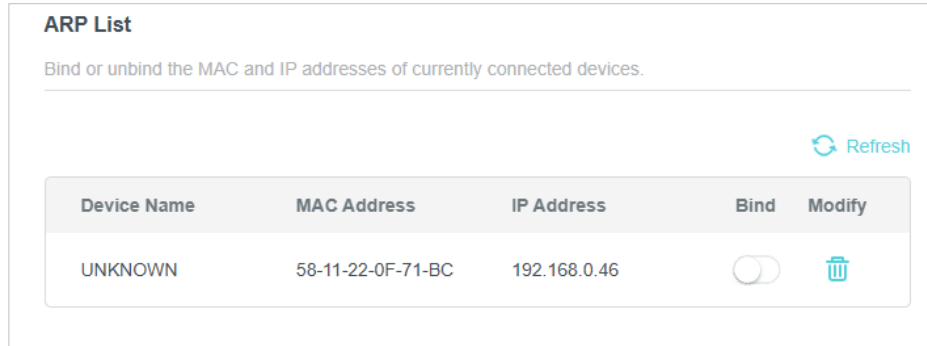 ARP List
Bind or unbind the MAC and IP addresses of currently connected devices.
Refresh
Device Name MAC Address IP Address Bind Modify
UNKNOWN 58-11-22-0F-71-BC 192.168.0.46